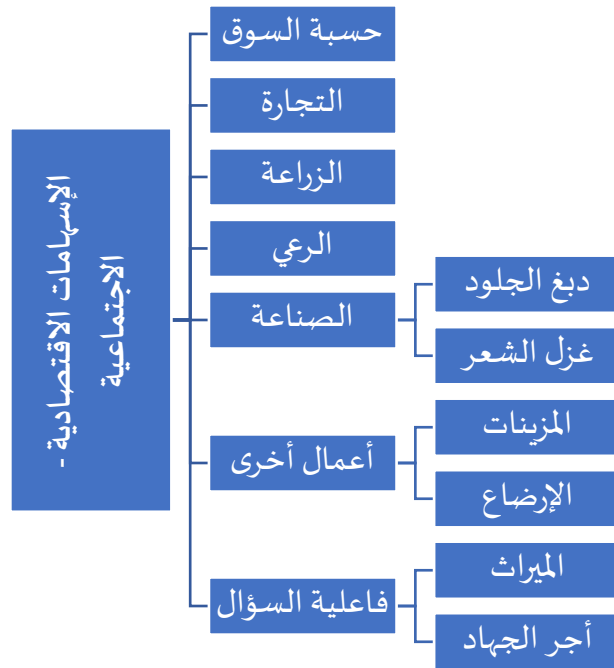 الإسهامات الاقتصادية -
الاجتماعية
حسبة السوق
التجارة
الزراعة
الرعي
الصناعة
دبغ الجلود
غزل الشعر
أعمال أخرى
المزينات
الإرضاع
فاعلية السؤال
الميراث
أجر الجهاد